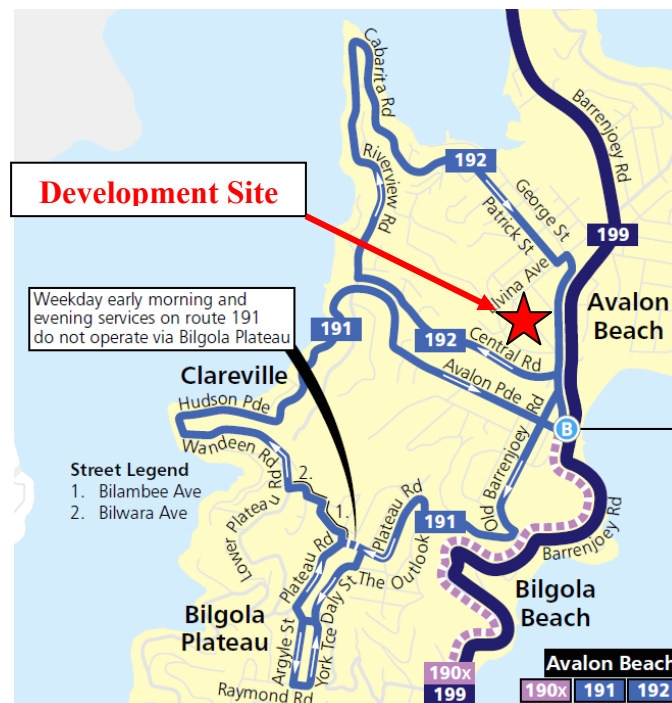 Cabarita Rd
192
Barrenjoey Rd
Riverview Rd
George St
Patrick St
Development Site
199
Elvina Ave
Weekday early morning and
evening services on route 191
do not operate via Bilgola Plateau
191
192
Central Rd
Avalon
Beach
Avalon Pde
Clareville
Hudson Pde
B
Wandeen Rd
Street Legend
1. Bilambee Ave
2. Bilwara Ave
2.
1.
Lower Plateau Rd
Plateau Rd
Plateau Rd
191
Old Barrenjoey Rd
Barrenjoey Rd
The Outlook
Daly St
Bilgola
Beach
Bilgola
Plateau
Argyle St
York Tce
Raymond Rd
190x
199
Avalon Beach
190x 191 192